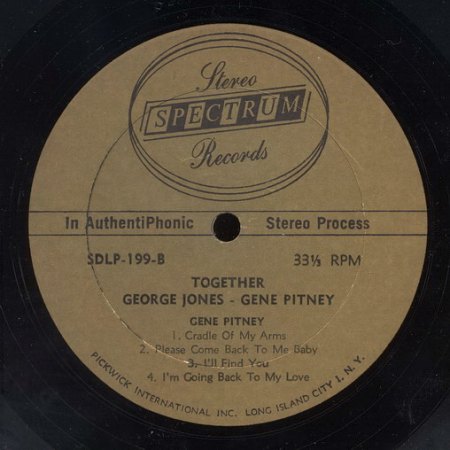 Stereo
SPECTRUM
Records
In AuthentiPhonic Stereo Process
SDLP-199-B 33⅓ RPM
TOGETHER
GEORGE JONES - GENE PITNEY
GENE PITNEY
1. Cradle Of My Arms
2. Please Come Back To Me Baby
3. I'll Find You
4. I'm Going Back To My Love
PICKWICK INTERNATIONAL INC. LONG ISLAND CITY 1, N. Y.